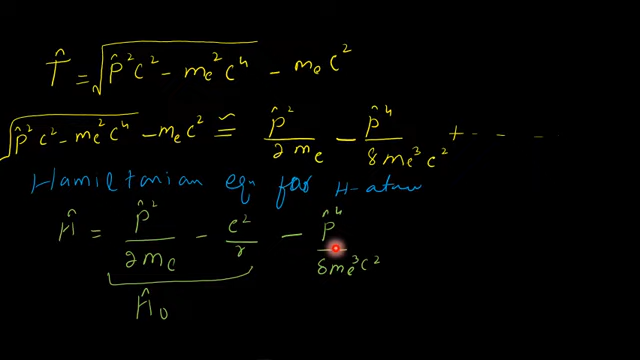 T̂ = √(P̂²c² − mₑ²c⁴) − mₑc²
√(P̂²c² − mₑ²c⁴) − mₑc² ≅ P̂²/2mₑ − P̂⁴/8mₑ³c² + - - - -
Hamiltonian eqn for H-atom
Ĥ = P̂²/2mₑ − e²/r − P̂⁴/8mₑ³c²
Ĥ₀